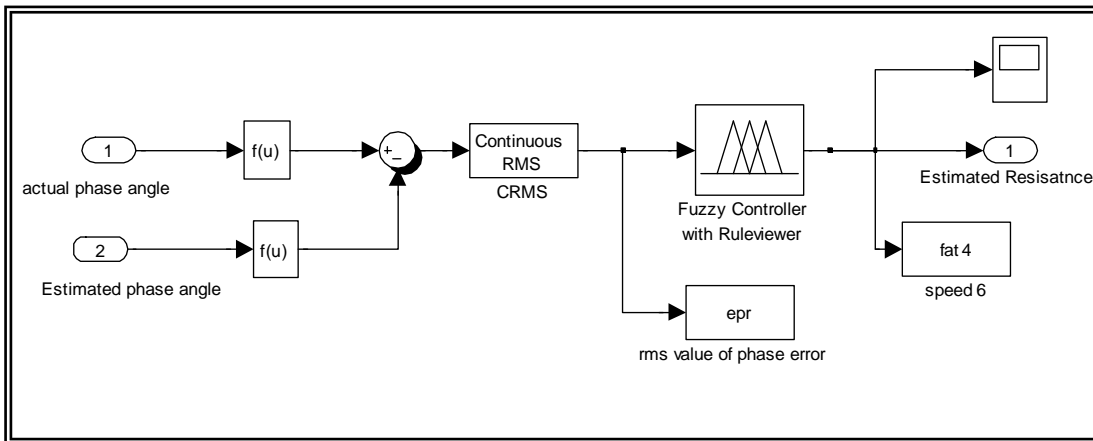 1
actual phase angle
f(u)
2
Estimated phase angle
f(u)
+
−
Continuous
RMS
CRMS
Fuzzy Controller
with Ruleviewer
1
Estimated Resisatnce
fat 4
speed 6
epr
rms value of phase error